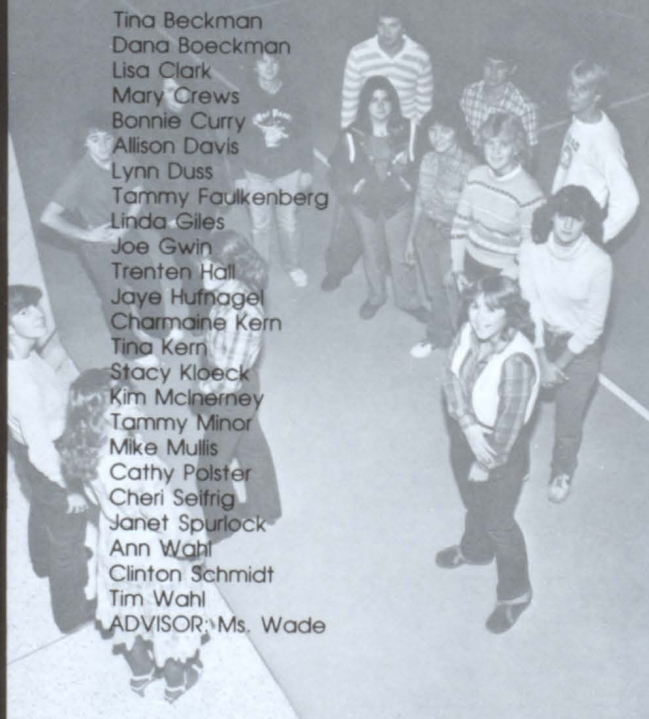 Tina Beckman
Dana Boeckman
Lisa Clark
Mary Crews
Bonnie Curry
Allison Davis
Lynn Duss
Tammy Faulkenberg
Linda Giles
Joe Gwin
Trenten Hall
Jaye Hufnagel
Charmaine Kern
Tina Kern
Stacy Kloeck
Kim McInerney
Tammy Minor
Mike Mullis
Cathy Polster
Cheri Seifrig
Janet Spurlock
Ann Wahl
Clinton Schmidt
Tim Wahl
ADVISOR: Ms. Wade